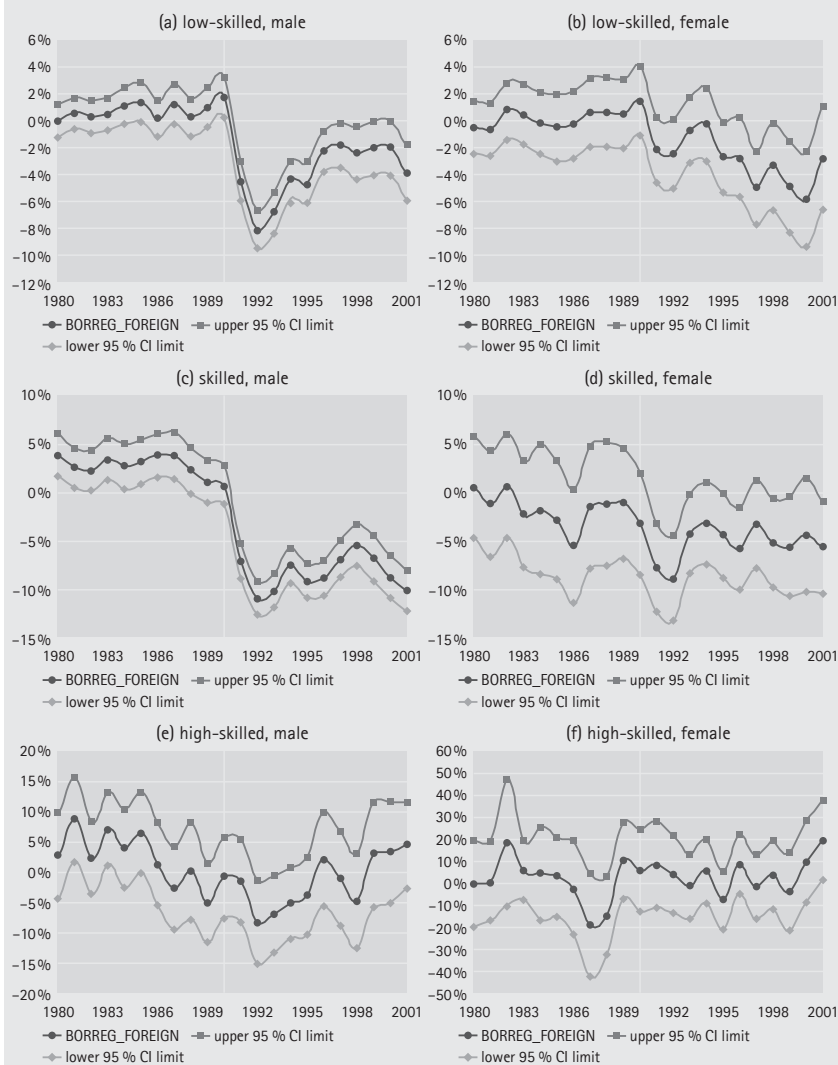 (a) low-skilled, male
6 %
4 %
2 %
0 %
−2 %
−4 %
−6 %
−8 %
−10 %
−12 %
1980 1983 1986 1989 1992 1995 1998 2001
BORREG_FOREIGN upper 95 % CI limit
lower 95 % CI limit
(b) low-skilled, female
6 %
4 %
2 %
0 %
−2 %
−4 %
−6 %
−8 %
−10 %
−12 %
1980 1983 1986 1989 1992 1995 1998 2001
BORREG_FOREIGN upper 95 % CI limit
lower 95 % CI limit
(c) skilled, male
10 %
5 %
0 %
−5 %
−10 %
−15 %
1980 1983 1986 1989 1992 1995 1998 2001
BORREG_FOREIGN upper 95 % CI limit
lower 95 % CI limit
(d) skilled, female
10 %
5 %
0 %
−5 %
−10 %
−15 %
1980 1983 1986 1989 1992 1995 1998 2001
BORREG_FOREIGN upper 95 % CI limit
lower 95 % CI limit
(e) high-skilled, male
20 %
15 %
10 %
5 %
0 %
−5 %
−10 %
−15 %
−20 %
1980 1983 1986 1989 1992 1995 1998 2001
BORREG_FOREIGN upper 95 % CI limit
lower 95 % CI limit
(f) high-skilled, female
60 %
50 %
40 %
30 %
20 %
10 %
0 %
−10 %
−20 %
−30 %
−40 %
−50 %
1980 1983 1986 1989 1992 1995 1998 2001
BORREG_FOREIGN upper 95 % CI limit
lower 95 % CI limit